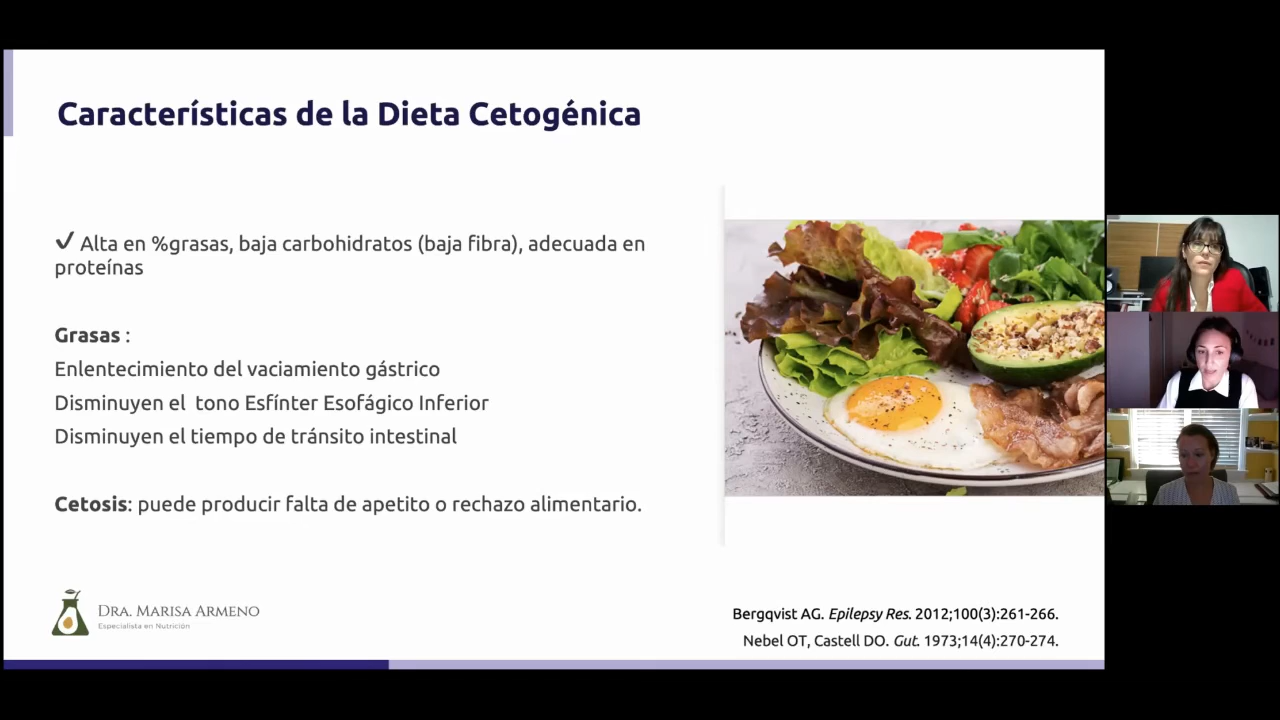 Características de la Dieta Cetogénica
✓ Alta en %grasas, baja carbohidratos (baja fibra), adecuada en
proteínas
Grasas :
Enlentecimiento del vaciamiento gástrico
Disminuyen el tono Esfínter Esofágico Inferior
Disminuyen el tiempo de tránsito intestinal
Cetosis: puede producir falta de apetito o rechazo alimentario.
DRA. MARISA ARMENO
Especialista en Nutrición
Bergqvist AG. Epilepsy Res. 2012;100(3):261-266.
Nebel OT, Castell DO. Gut. 1973;14(4):270-274.